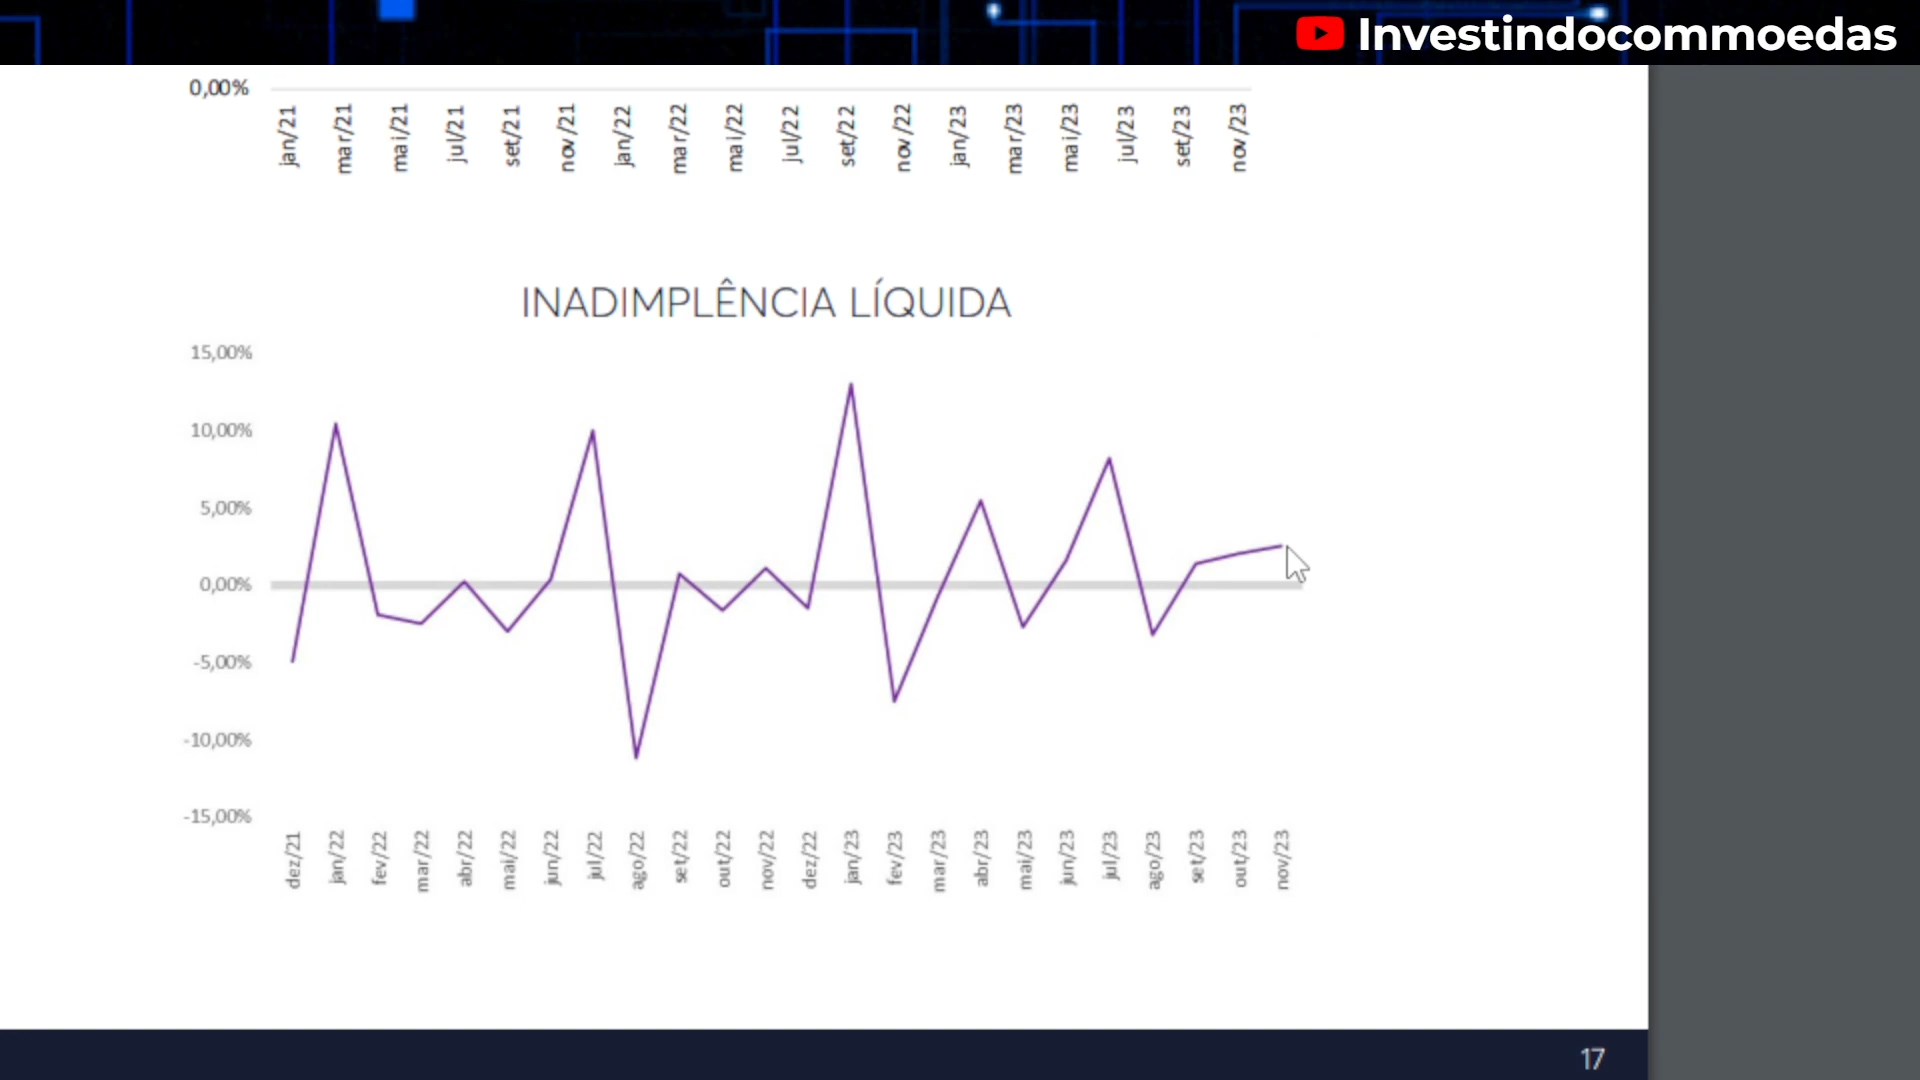 Investindocommoedas
0,00%
jan/21
mar/21
mai/21
jul/21
set/21
nov/21
jan/22
mar/22
mai/22
jul/22
set/22
nov/22
jan/23
mar/23
mai/23
jul/23
set/23
nov/23
INADIMPLÊNCIA LÍQUIDA
15,00%
10,00%
5,00%
0,00%
-5,00%
-10,00%
-15,00%
dez/21
jan/22
fev/22
mar/22
abr/22
mai/22
jun/22
jul/22
ago/22
set/22
out/22
nov/22
dez/22
jan/23
fev/23
mar/23
abr/23
mai/23
jun/23
jul/23
ago/23
set/23
out/23
nov/23
17